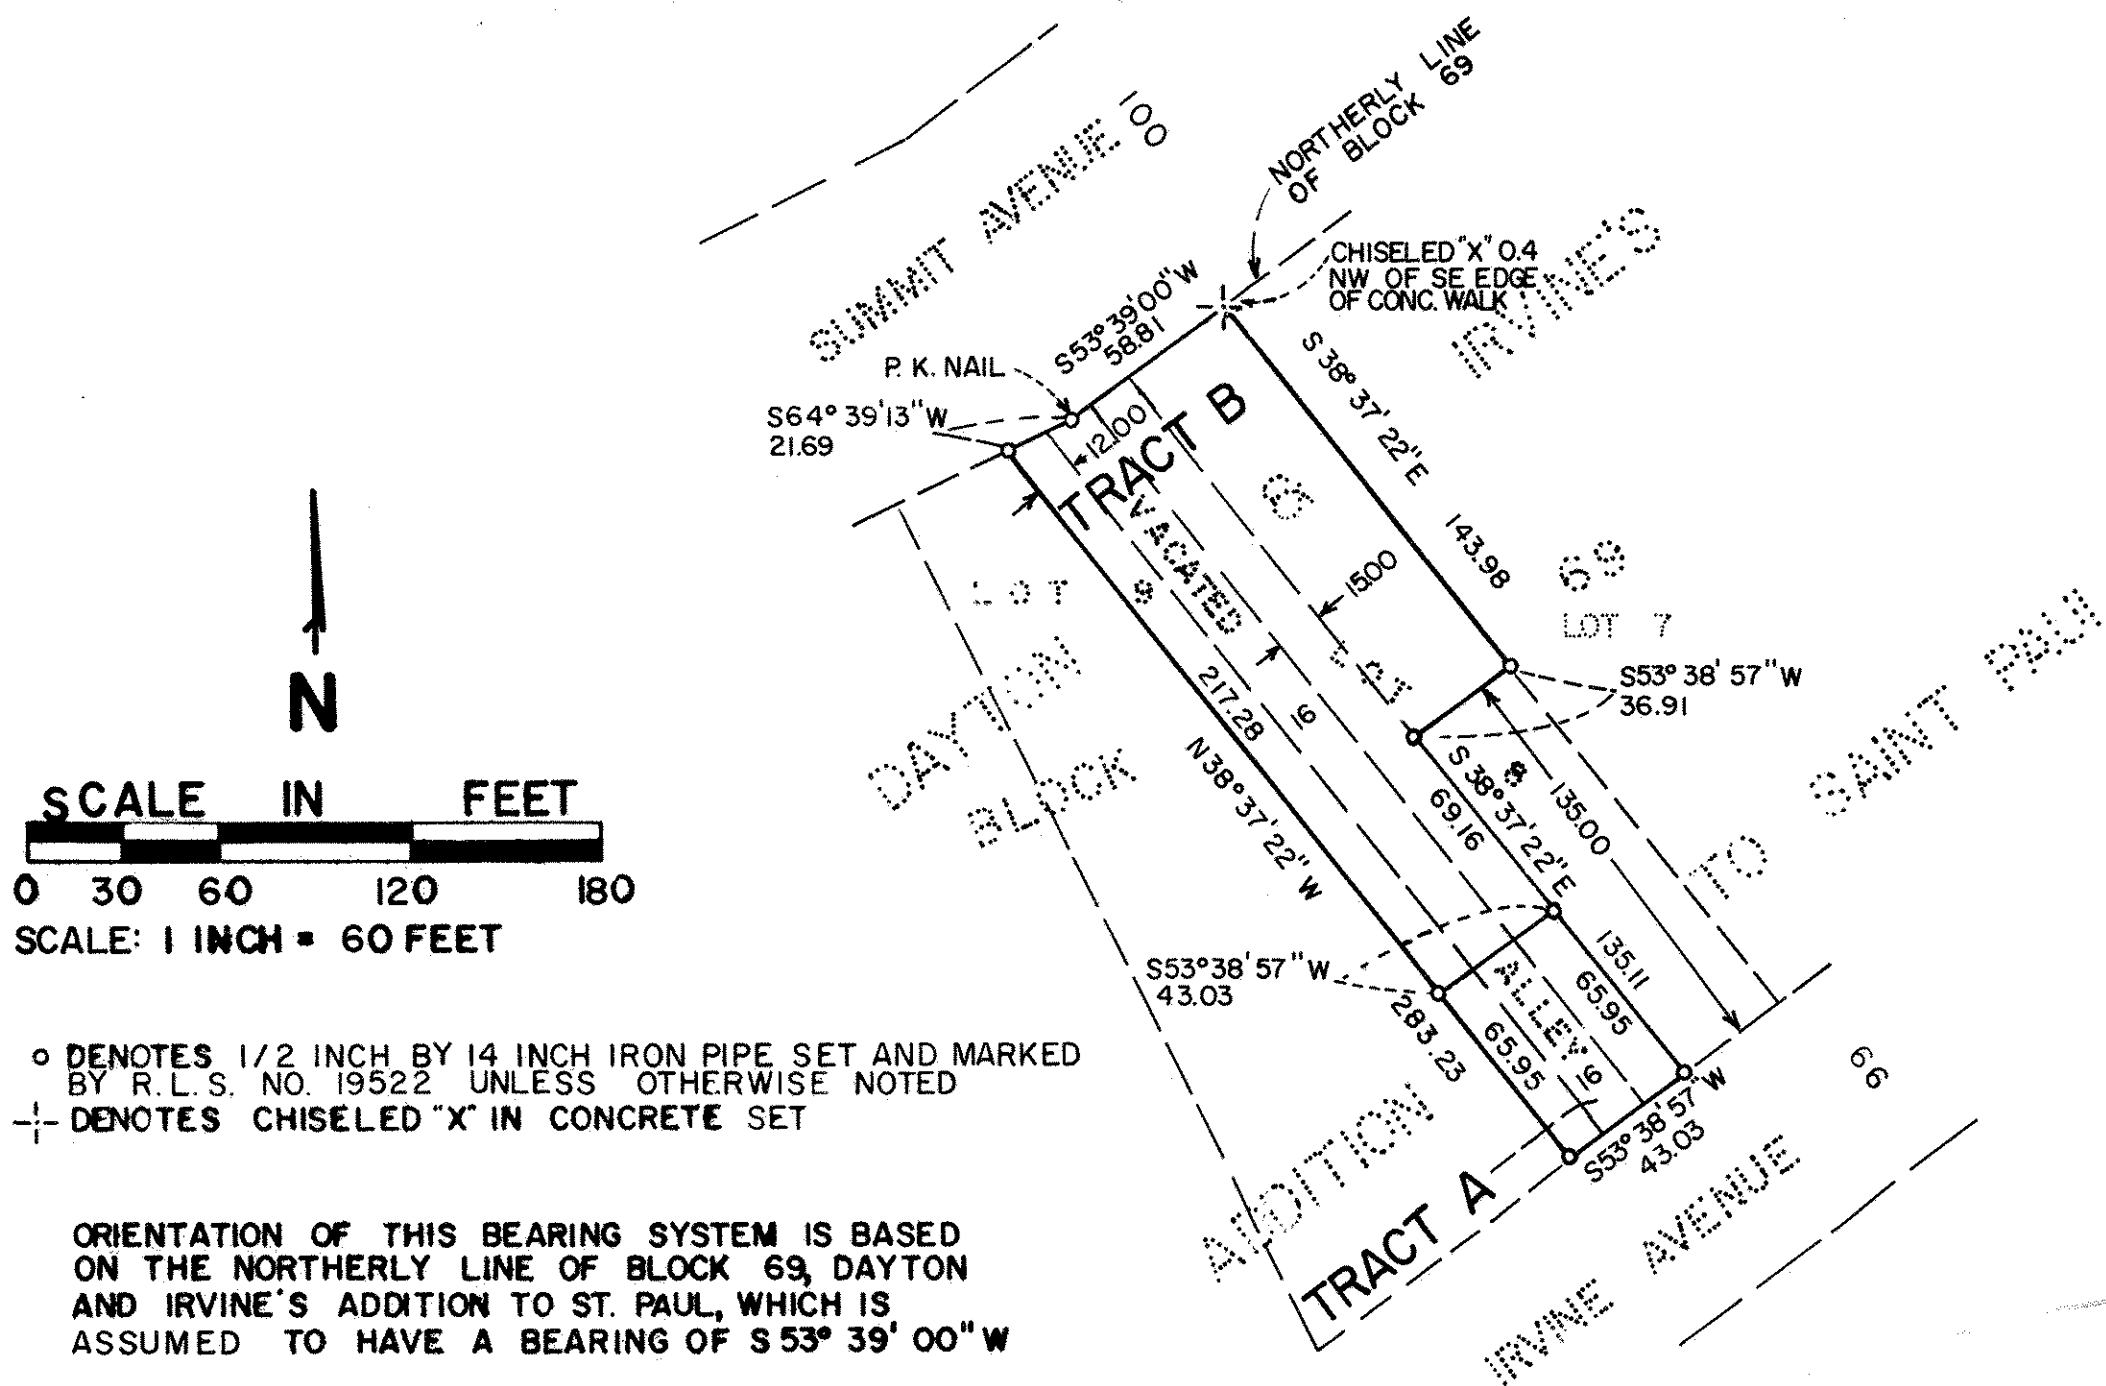 SUMMIT AVENUE
100
NORTHERLY LINE
OF BLOCK 69
CHISELED "X" 0.4
NW OF SE EDGE
OF CONC. WALK
IRVINE'S
S53°39'00"W
58.81
P. K. NAIL
S64°39'13"W
21.69
12.00
TRACT B
S 38° 37' 22" E
143.98
8
VACATED
15.00
LOT 9
69
LOT 7
LOT
DAYTON
BLOCK
217.28
N38°37'22"W
16
S53°38'57"W
36.91
8
S 38°37'22"E
69.16
135.00
TO SAINT PAUL
N
SCALE IN FEET
0 30 60 120 180
SCALE: 1 INCH = 60 FEET
S53°38'57"W
43.03
283.23
65.95
ALLEY
16
135.11
65.95
S53°38'57"W
43.03
66
ADDITION
TRACT A
IRVINE AVENUE
o DENOTES 1/2 INCH BY 14 INCH IRON PIPE SET AND MARKED
BY R.L.S. NO. 19522 UNLESS OTHERWISE NOTED
DENOTES CHISELED "X" IN CONCRETE SET
ORIENTATION OF THIS BEARING SYSTEM IS BASED
ON THE NORTHERLY LINE OF BLOCK 69, DAYTON
AND IRVINE'S ADDITION TO ST. PAUL, WHICH IS
ASSUMED TO HAVE A BEARING OF S 53° 39' 00" W